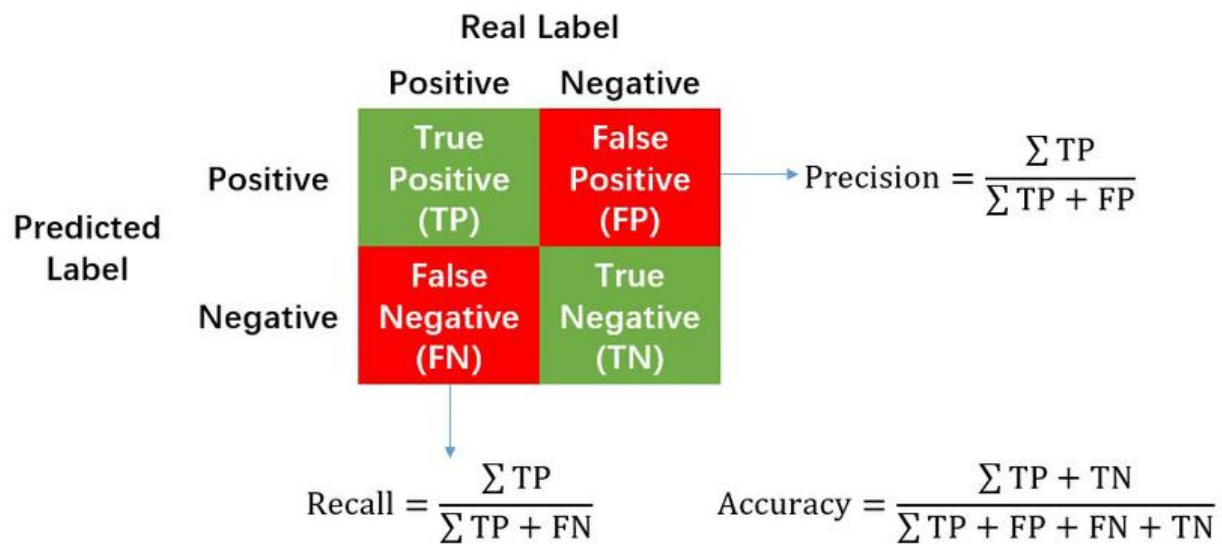 Real Label
Positive Negative
True Positive (TP)
False Positive (FP)
Positive
Predicted Label
Negative
False Negative (FN)
True Negative (TN)
Precision = ∑ TP / ∑ TP + FP
Recall = ∑ TP / ∑ TP + FN
Accuracy = ∑ TP + TN / ∑ TP + FP + FN + TN